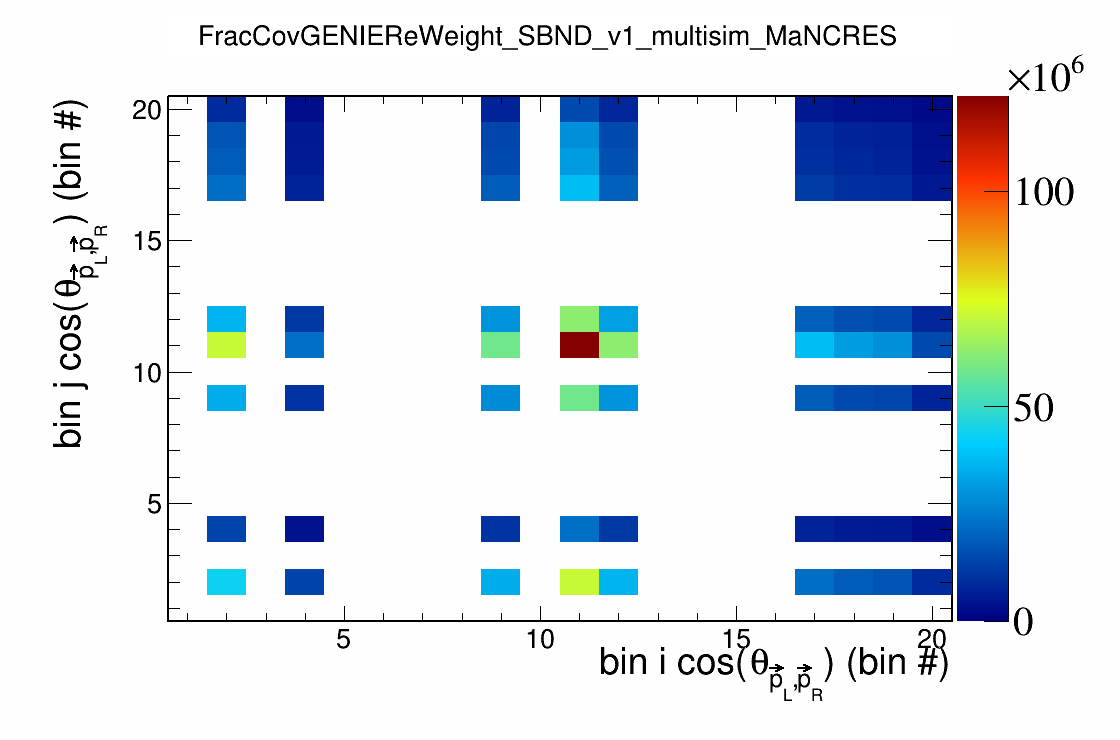 FracCovGENIEReWeight_SBND_v1_multisim_MaNCRES
×10⁶
bin j cos(θ_{p⃗_L,p⃗_R}) (bin #)
20
15
10
5
100
50
0
5 10 15 20
bin i cos(θ_{p⃗_L,p⃗_R}) (bin #)